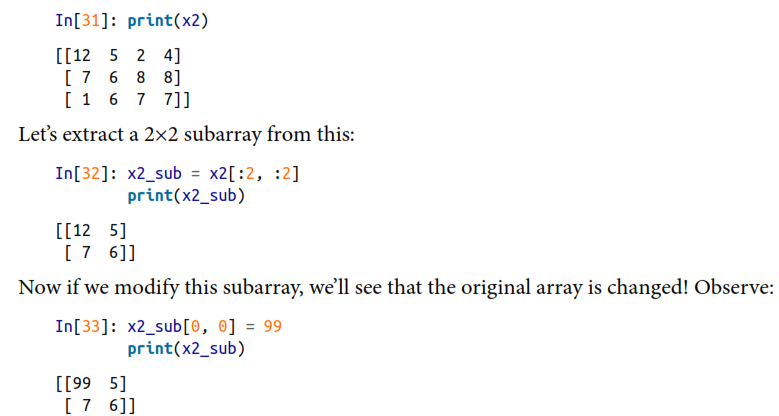 In[31]: print(x2)
[[12  5  2  4]
 [ 7  6  8  8]
 [ 1  6  7  7]]
Let’s extract a 2×2 subarray from this:
In[32]: x2_sub = x2[:2, :2]
        print(x2_sub)
[[12  5]
 [ 7  6]]
Now if we modify this subarray, we’ll see that the original array is changed! Observe:
In[33]: x2_sub[0, 0] = 99
        print(x2_sub)
[[99  5]
 [ 7  6]]